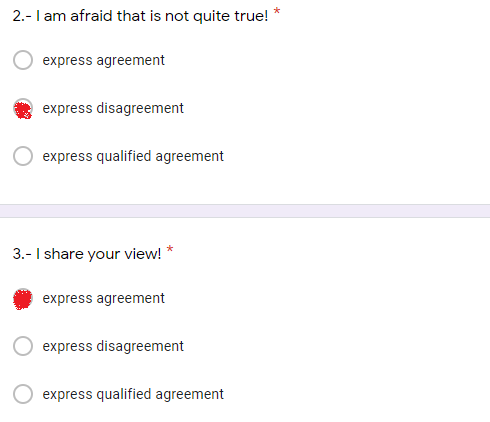 2.- I am afraid that is not quite true! *
express agreement
express disagreement
express qualified agreement
3.- I share your view! *
express agreement
express disagreement
express qualified agreement